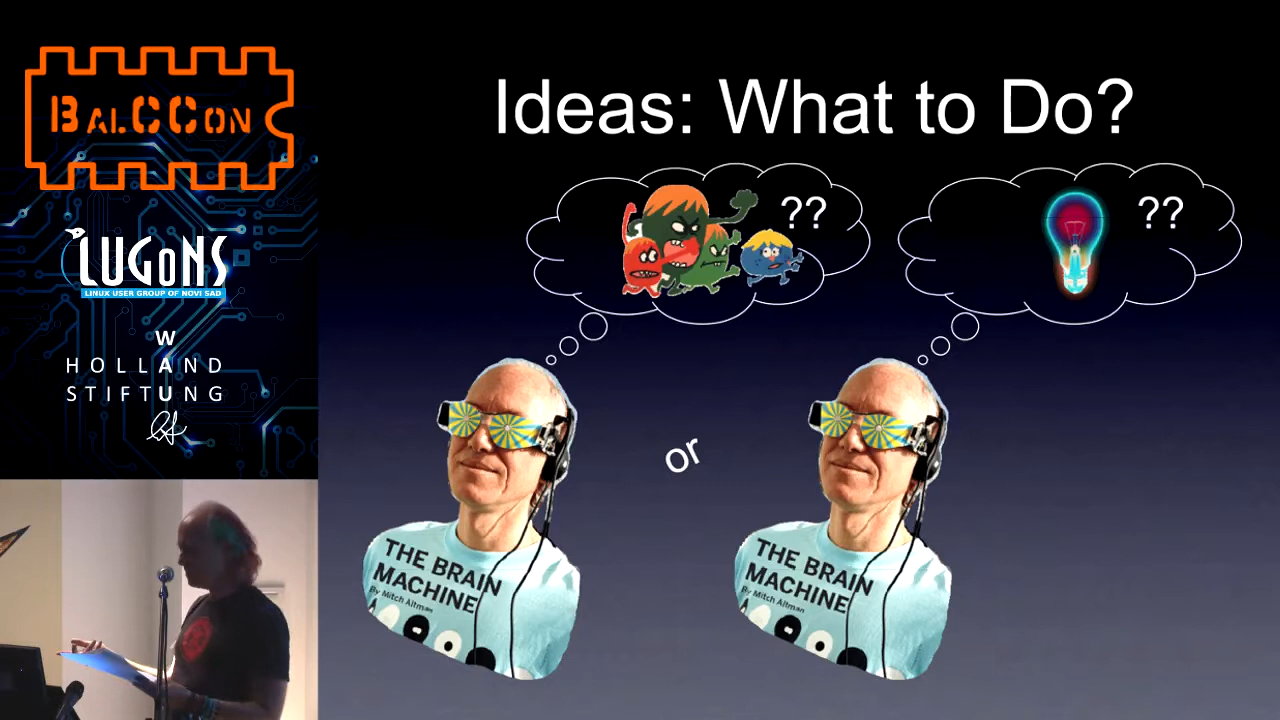 BALCCON
LUGONS
LINUX USER GROUP OF NOVI SAD
W
HOLLAND
STIFTUNG
Ideas: What to Do?
??
??
or
THE BRAIN
MACHINE
By Mitch Altman
THE BRAIN
MACHINE
By Mitch Altman